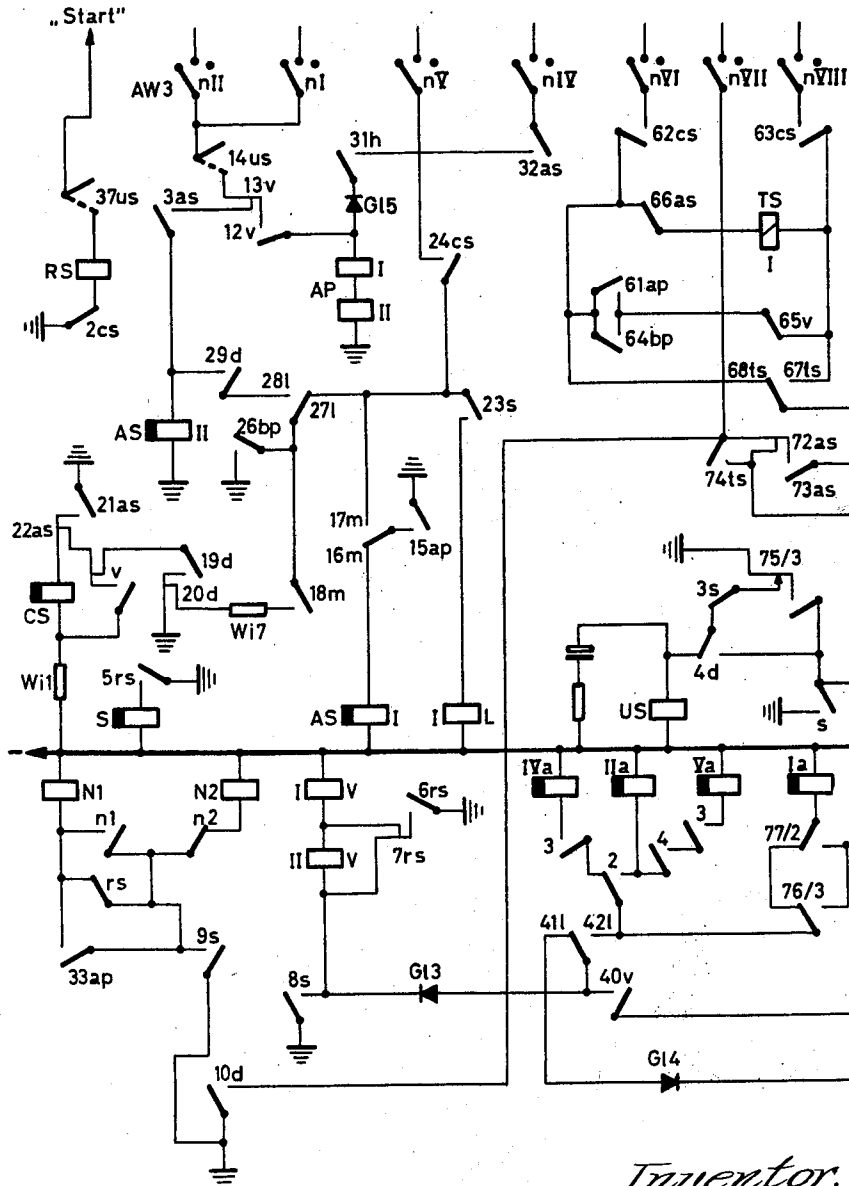 „Start"
AW3
nII
nI
nV
nIV
nVI
nVII
nVIII
14us
31h
32as
62cs
63cs
37us
3as
13v
Gl5
66as
TS
12v
24cs
I
RS
I
AP
II
61ap
2cs
64bp
65v
29d
28l
27l
68ts
67ts
23s
AS
II
26bp
72as
74ts
73as
21as
17m
22as
16m
15ap
75/3
v
19d
3s
20d
18m
CS
Wi7
4d
Wi1
5rs
US
s
S
AS
I
I
L
-
IVa
IIa
Va
Ia
N1
N2
I
V
6rs
n1
n2
3
77/2
II
V
7rs
3
2
4
rs
76/3
41l
42l
9s
33ap
8s
Gl3
40v
Gl4
10d
Inventor.